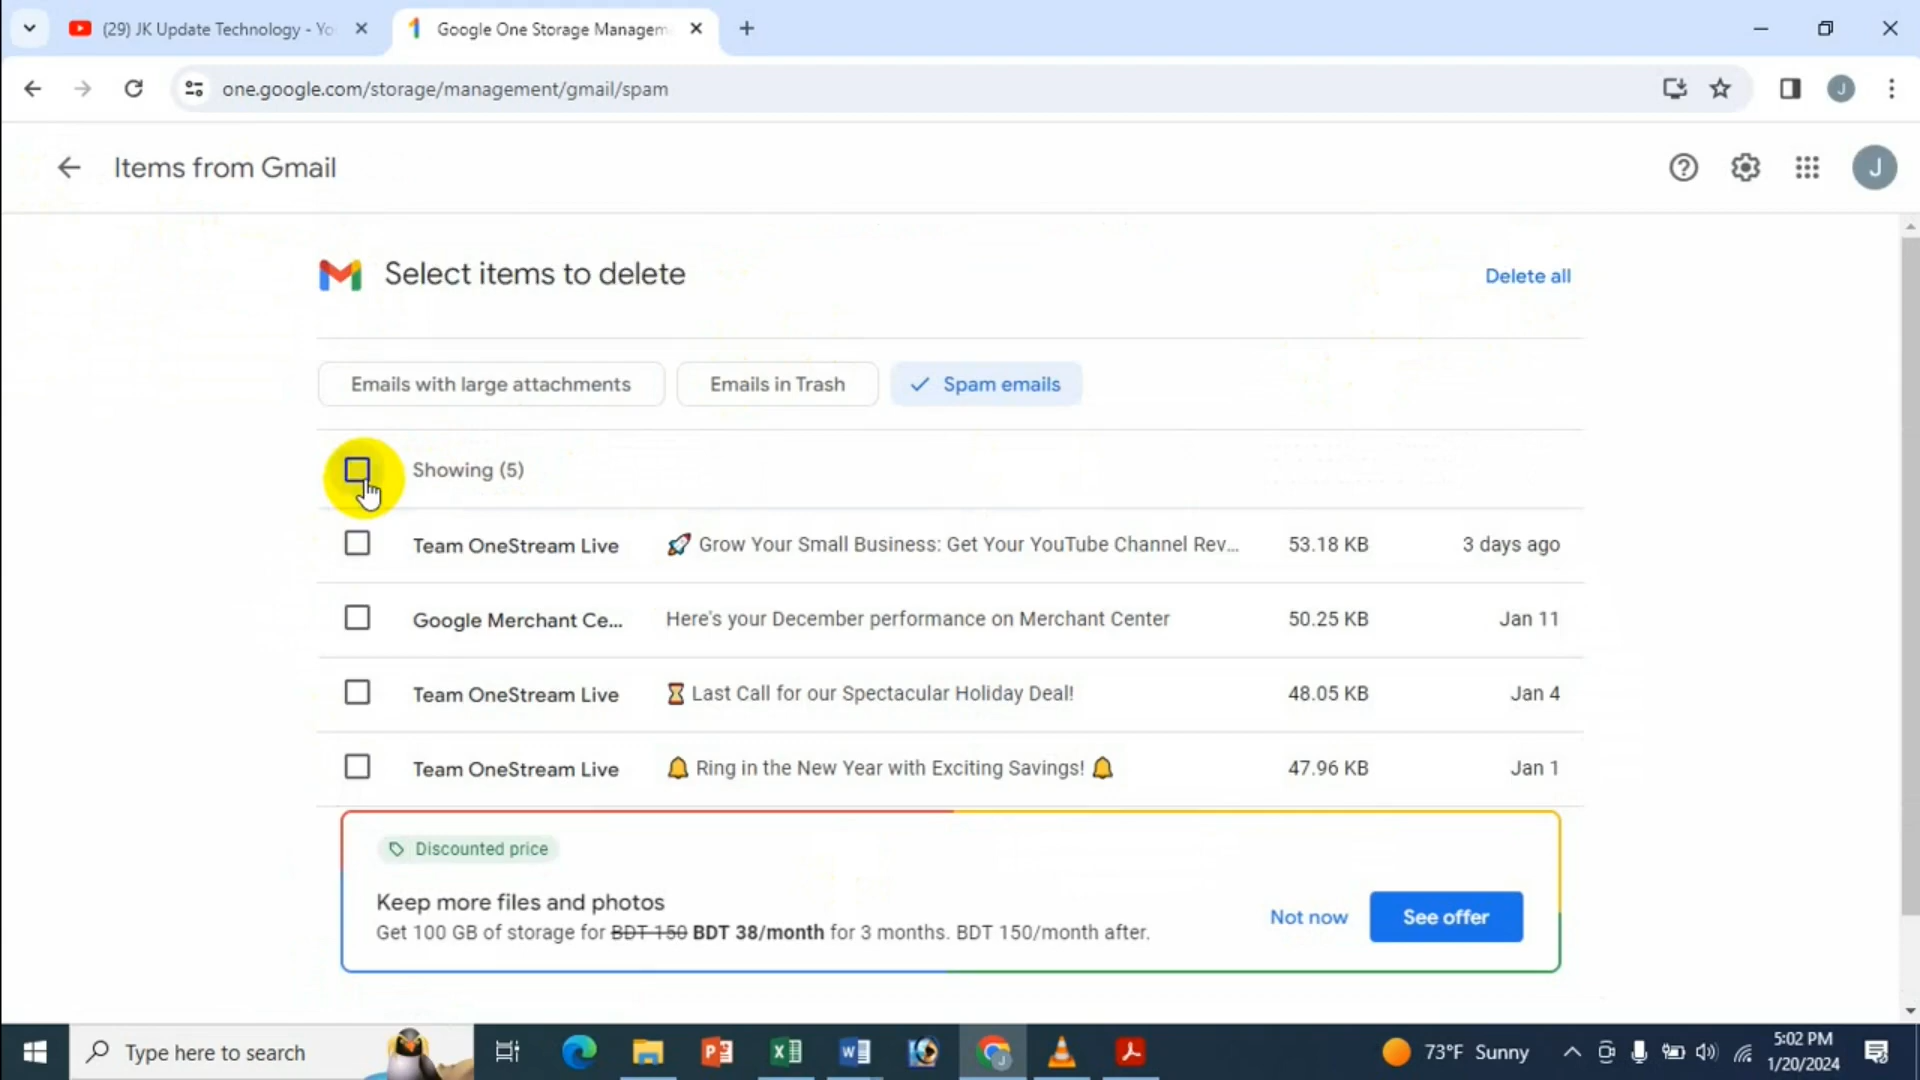 (29) JK Update Technology - Yo
Google One Storage Managem
one.google.com/storage/management/gmail/spam
J
Items from Gmail
J
Select items to delete
Delete all
Emails with large attachments
Emails in Trash
Spam emails
Showing (5)
Team OneStream Live 🚀 Grow Your Small Business: Get Your YouTube Channel Rev... 53.18 KB 3 days ago
Google Merchant Ce... Here's your December performance on Merchant Center 50.25 KB Jan 11
Team OneStream Live ⌛ Last Call for our Spectacular Holiday Deal! 48.05 KB Jan 4
Team OneStream Live 🔔 Ring in the New Year with Exciting Savings! 🔔 47.96 KB Jan 1
Discounted price
Keep more files and photos
Get 100 GB of storage for BDT 150 BDT 38/month for 3 months. BDT 150/month after.
Not now
See offer
Type here to search
73°F Sunny
5:02 PM
1/20/2024